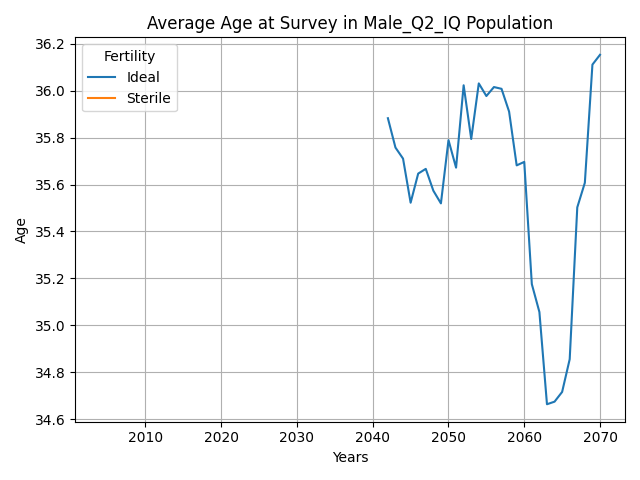 Average Age at Survey in Male_Q2_IQ Population
Fertility
Ideal
Sterile
36.2
36.0
35.8
35.6
35.4
35.2
35.0
34.8
34.6
Age
2010
2020
2030
2040
2050
2060
2070
Years